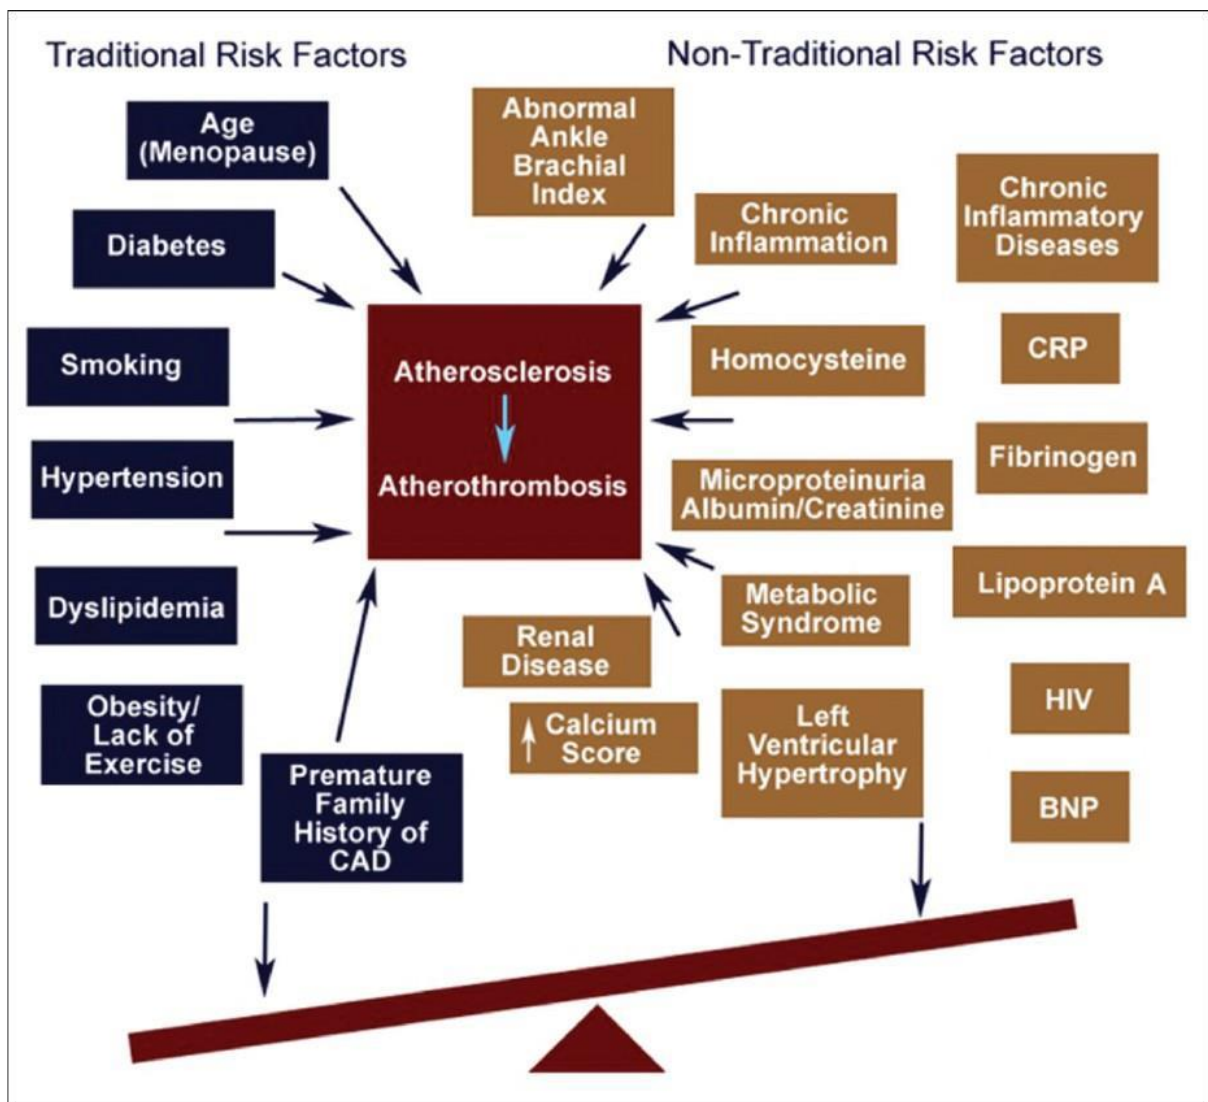 Traditional Risk Factors
Non-Traditional Risk Factors
Age
(Menopause)
Diabetes
Smoking
Hypertension
Dyslipidemia
Obesity/
Lack of
Exercise
Premature
Family
History of
CAD
Atherosclerosis
Atherothrombosis
Abnormal
Ankle
Brachial
Index
Chronic
Inflammation
Homocysteine
Microproteinuria
Albumin/Creatinine
Metabolic
Syndrome
Renal
Disease
↑ Calcium
Score
Left
Ventricular
Hypertrophy
Chronic
Inflammatory
Diseases
CRP
Fibrinogen
Lipoprotein A
HIV
BNP